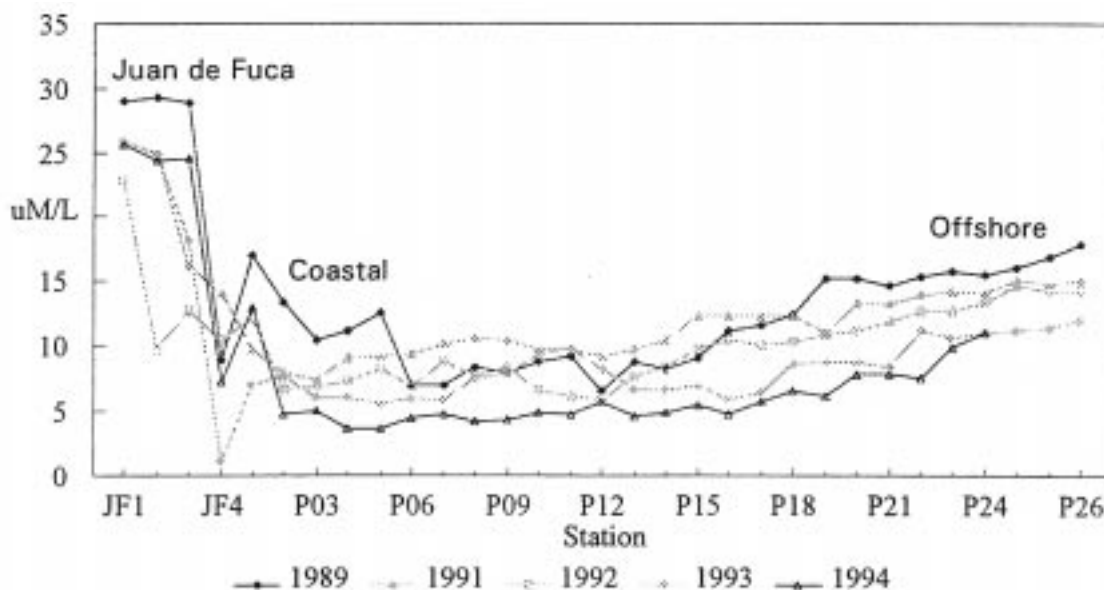 35
Juan de Fuca
30
25
uM/L
Offshore
15
Coastal
10
5
0
JF1 JF4 P03 P06 P09 P12 P15 P18 P21 P24 P26
Station
1989 1991 1992 1993 1994